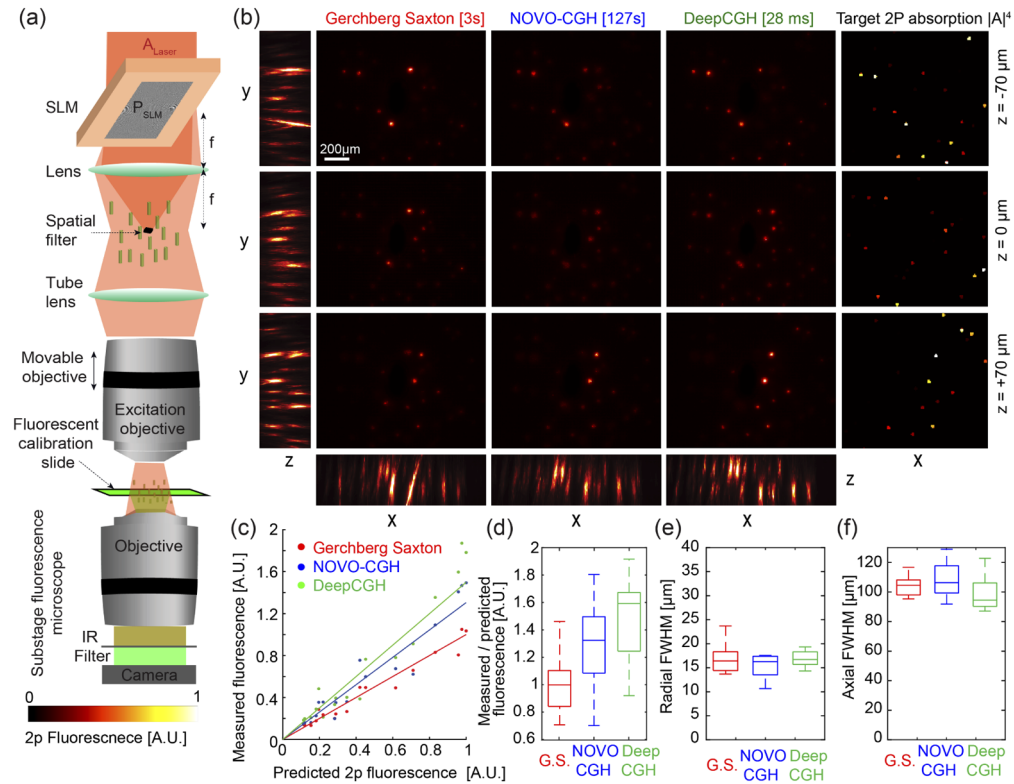 (a)
A Laser
SLM
P SLM
f
Lens
f
Spatial
filter
Tube
lens
Movable
objective
Excitation
objective
Fluorescent
calibration
slide
Objective
Substage fluorescence
microscope
IR
Filter
Camera
0
1
2p Fluorescnece [A.U.]
(b)
Gerchberg Saxton [3s]
NOVO-CGH [127s]
DeepCGH [28 ms]
Target 2P absorption |A|⁴
y
200µm
z = -70 µm
y
z = 0 µm
y
z = +70 µm
z
x
z
x
x
x
(c)
Measured fluorescence [A.U.]
2
1.6
1.2
0.8
0.4
0
Gerchberg Saxton
NOVO-CGH
DeepCGH
0
0.2
0.4
0.6
0.8
1
Predicted 2p fluorescence [A.U.]
(d)
Measured / predicted
fluorescence [A.U.]
2
1.8
1.6
1.4
1.2
1
0.8
0.6
G.S.
NOVO
CGH
Deep
CGH
(e)
Radial FWHM [µm]
40
35
30
25
20
15
10
5
0
G.S.
NOVO
CGH
Deep
CGH
(f)
Axial FWHM [µm]
120
100
80
60
40
20
0
G.S.
NOVO
CGH
Deep
CGH